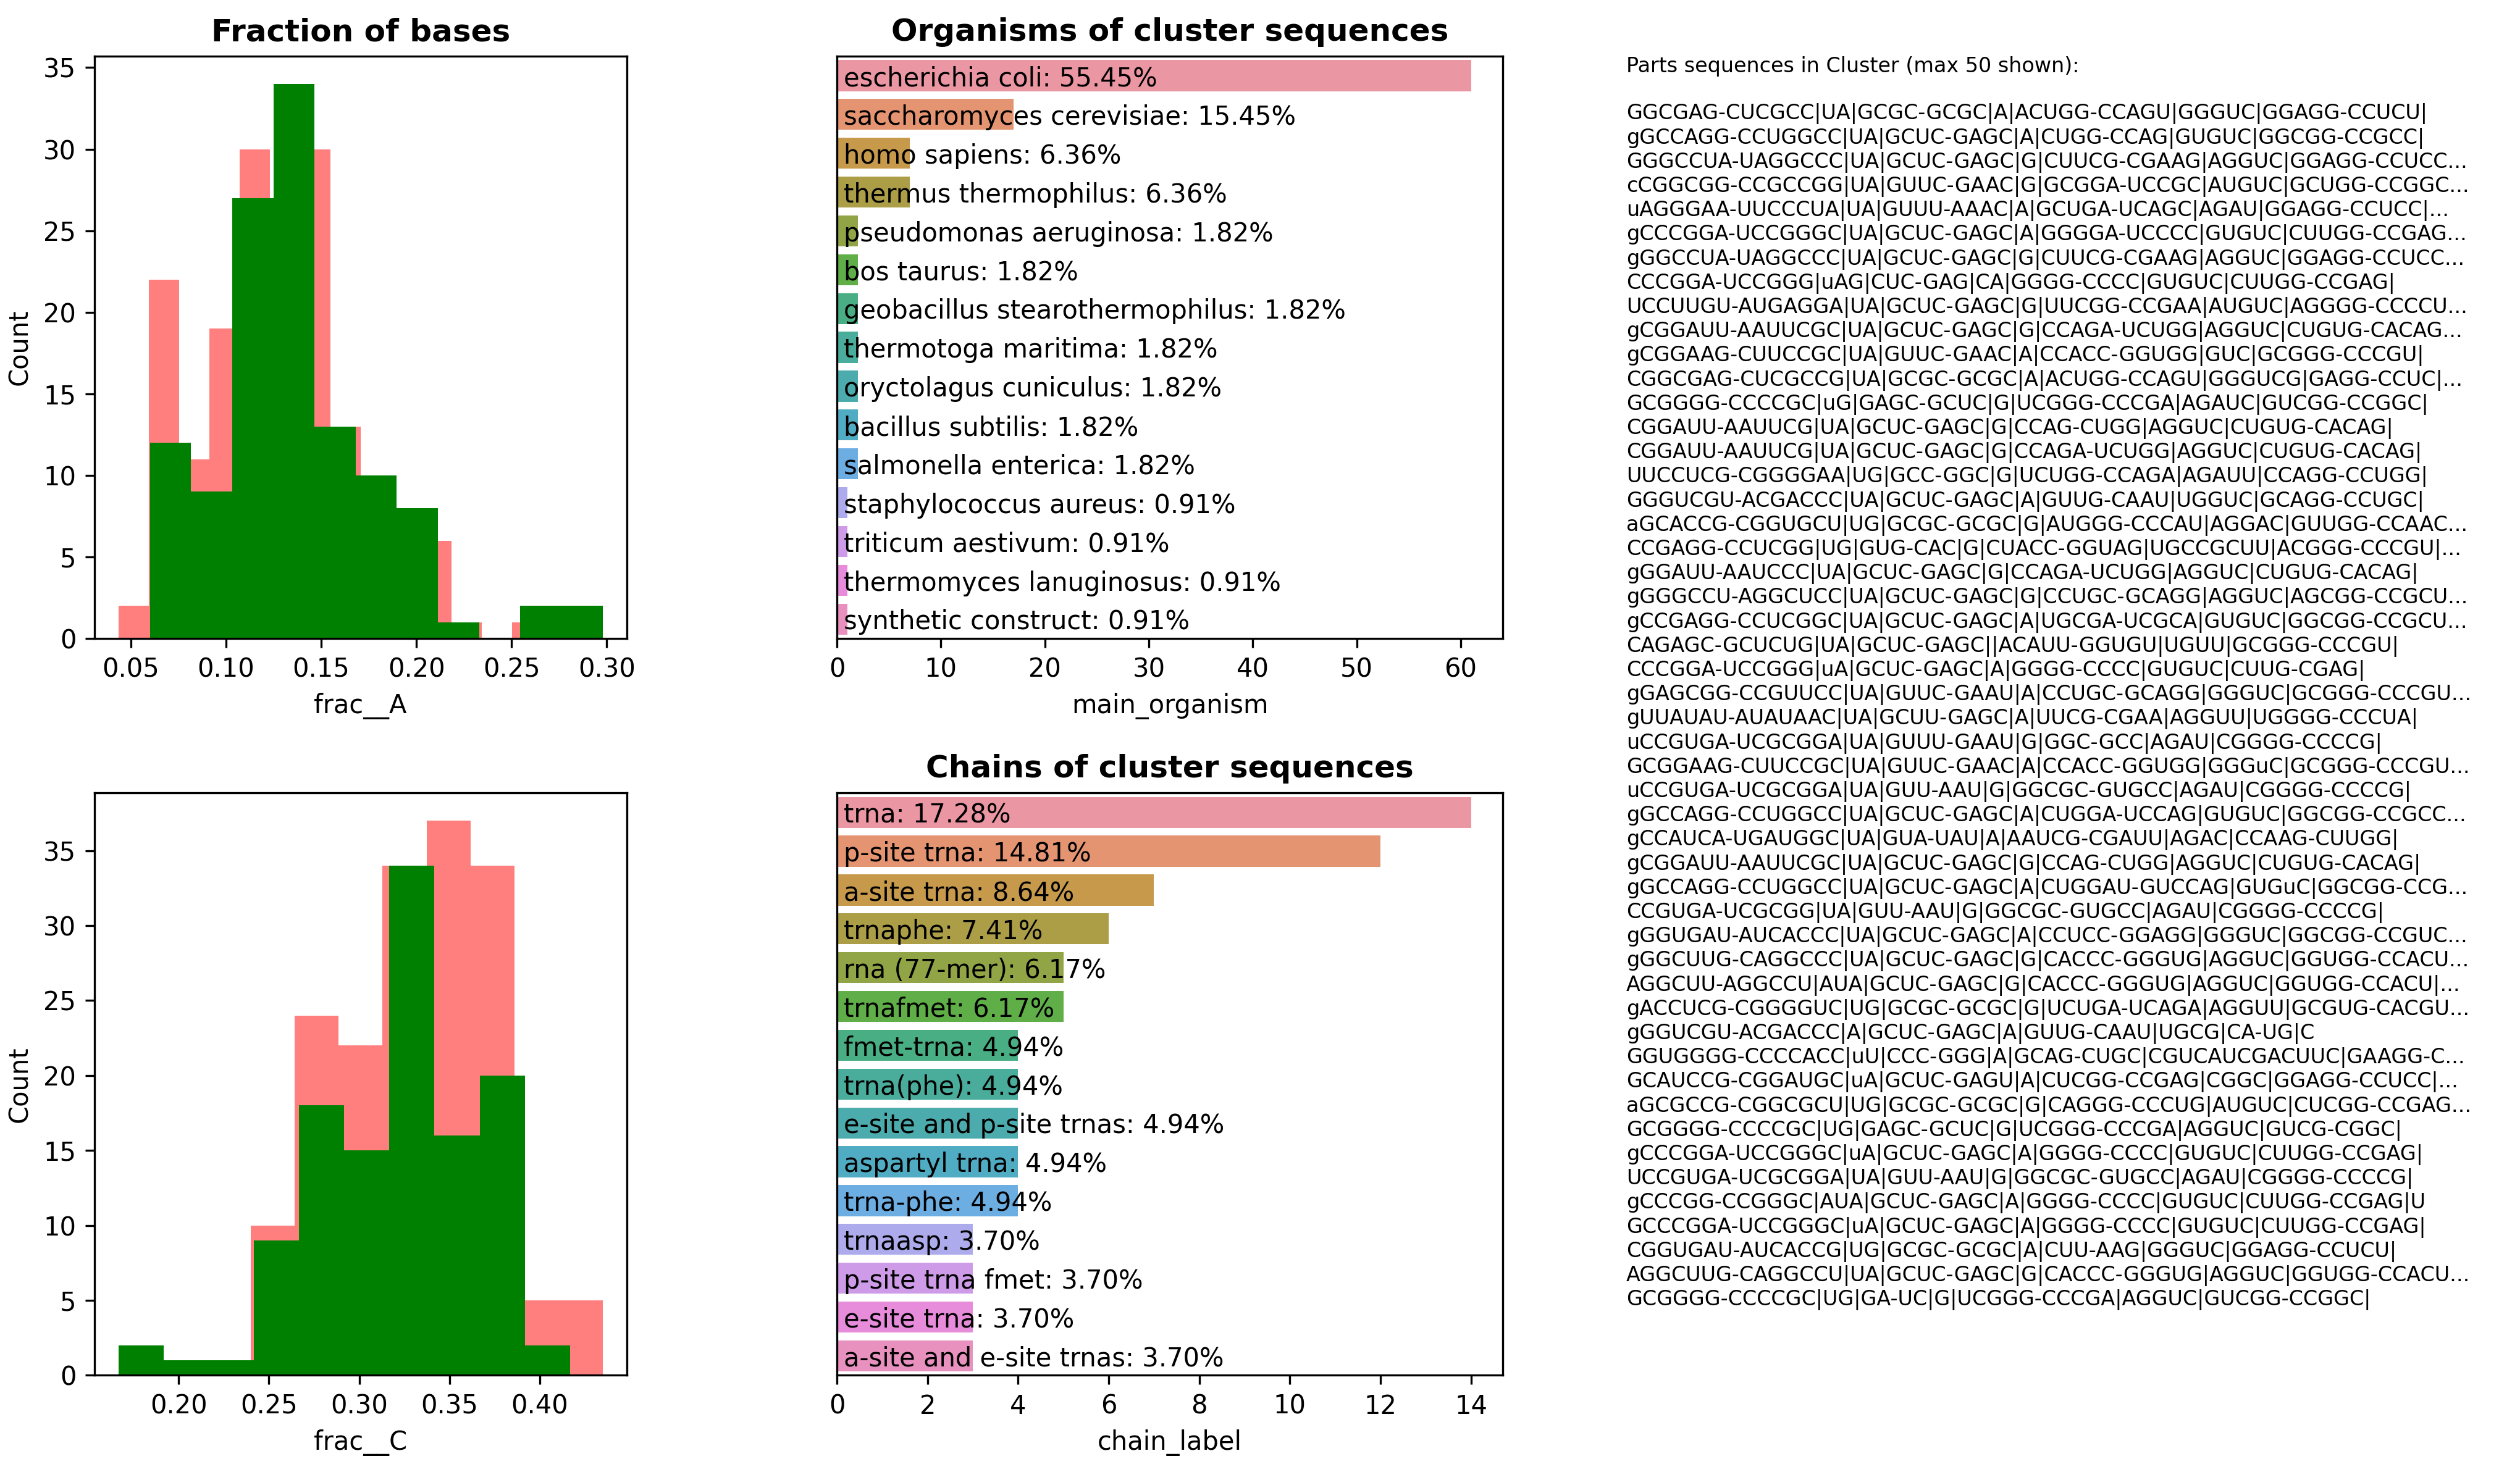 Fraction of bases
35
30
25
20
15
10
5
0
Count
0.05 0.10 0.15 0.20 0.25 0.30
frac__A
35
30
25
20
15
10
5
0
Count
0.20 0.25 0.30 0.35 0.40
frac__C
Organisms of cluster sequences
escherichia coli: 55.45%
saccharomyces cerevisiae: 15.45%
homo sapiens: 6.36%
thermus thermophilus: 6.36%
pseudomonas aeruginosa: 1.82%
bos taurus: 1.82%
geobacillus stearothermophilus: 1.82%
thermotoga maritima: 1.82%
oryctolagus cuniculus: 1.82%
bacillus subtilis: 1.82%
salmonella enterica: 1.82%
staphylococcus aureus: 0.91%
triticum aestivum: 0.91%
thermomyces lanuginosus: 0.91%
synthetic construct: 0.91%
0 10 20 30 40 50 60
main_organism
Chains of cluster sequences
trna: 17.28%
p-site trna: 14.81%
a-site trna: 8.64%
trnaphe: 7.41%
rna (77-mer): 6.17%
trnafmet: 6.17%
fmet-trna: 4.94%
trna(phe): 4.94%
e-site and p-site trnas: 4.94%
aspartyl trna: 4.94%
trna-phe: 4.94%
trnaasp: 3.70%
p-site trna fmet: 3.70%
e-site trna: 3.70%
a-site and e-site trnas: 3.70%
0 2 4 6 8 10 12 14
chain_label
Parts sequences in Cluster (max 50 shown):
GGCGAG-CUCGCC|UA|GCGC-GCGC|A|ACUGG-CCAGU|GGGUC|GGAGG-CCUCU|
gGCCAGG-CCUGGCC|UA|GCUC-GAGC|A|CUGG-CCAG|GUGUC|GGCGG-CCGCC|
GGGCCUA-UAGGCCC|UA|GCUC-GAGC|G|CUUCG-CGAAG|AGGUC|GGAGG-CCUCC...
cCGGCGG-CCGCCGG|UA|GUUC-GAAC|G|GCGGA-UCCGC|AUGUC|GCUGG-CCGGC...
uAGGGAA-UUCCCUA|UA|GUUU-AAAC|A|GCUGA-UCAGC|AGAU|GGAGG-CCUCC|...
gCCCGGA-UCCGGGC|UA|GCUC-GAGC|A|GGGGA-UCCCC|GUGUC|CUUGG-CCGAG...
gGGCCUA-UAGGCCC|UA|GCUC-GAGC|G|CUUCG-CGAAG|AGGUC|GGAGG-CCUCC...
CCCGGA-UCCGGG|uAG|CUC-GAG|CA|GGGG-CCCC|GUGUC|CUUGG-CCGAG|
UCCUUGU-AUGAGGA|UA|GCUC-GAGC|G|UUCGG-CCGAA|AUGUC|AGGGG-CCCCU...
gCGGAUU-AAUUCGC|UA|GCUC-GAGC|G|CCAGA-UCUGG|AGGUC|CUGUG-CACAG...
gCGGAAG-CUUCCGC|UA|GUUC-GAAC|A|CCACC-GGUGG|GUC|GCGGG-CCCGU|
CGGCGAG-CUCGCCG|UA|GCGC-GCGC|A|ACUGG-CCAGU|GGGUCG|GAGG-CCUC|...
GCGGGG-CCCCGC|uG|GAGC-GCUC|G|UCGGG-CCCGA|AGAUC|GUCGG-CCGGC|
CGGAUU-AAUUCG|UA|GCUC-GAGC|G|CCAG-CUGG|AGGUC|CUGUG-CACAG|
CGGAUU-AAUUCG|UA|GCUC-GAGC|G|CCAGA-UCUGG|AGGUC|CUGUG-CACAG|
UUCCUCG-CGGGGAA|UG|GCC-GGC|G|UCUGG-CCAGA|AGAUU|CCAGG-CCUGG|
GGGUCGU-ACGACCC|UA|GCUC-GAGC|A|GUUG-CAAU|UGGUC|GCAGG-CCUGC|
aGCACCG-CGGUGCU|UG|GCGC-GCGC|G|AUGGG-CCCAU|AGGAC|GUUGG-CCAAC...
CCGAGG-CCUCGG|UG|GUG-CAC|G|CUACC-GGUAG|UGCCGCUU|ACGGG-CCCGU|...
gGGAUU-AAUCCC|UA|GCUC-GAGC|G|CCAGA-UCUGG|AGGUC|CUGUG-CACAG|
gGGGCCU-AGGCUCC|UA|GCUC-GAGC|G|CCUGC-GCAGG|AGGUC|AGCGG-CCGCU...
gCCGAGG-CCUCGGC|UA|GCUC-GAGC|A|UGCGA-UCGCA|GUGUC|GGCGG-CCGCU...
CAGAGC-GCUCUG|UA|GCUC-GAGC||ACAUU-GGUGU|UGUU|GCGGG-CCCGU|
CCCGGA-UCCGGG|uA|GCUC-GAGC|A|GGGG-CCCC|GUGUC|CUUG-CGAG|
gGAGCGG-CCGUUCC|UA|GUUC-GAAU|A|CCUGC-GCAGG|GGGUC|GCGGG-CCCGU...
gUUAUAU-AUAUAAC|UA|GCUU-GAGC|A|UUCG-CGAA|AGGUU|UGGGG-CCCUA|
uCCGUGA-UCGCGGA|UA|GUUU-GAAU|G|GGC-GCC|AGAU|CGGGG-CCCCG|
GCGGAAG-CUUCCGC|UA|GUUC-GAAC|A|CCACC-GGUGG|GGGuC|GCGGG-CCCGU...
uCCGUGA-UCGCGGA|UA|GUU-AAU|G|GGCGC-GUGCC|AGAU|CGGGG-CCCCG|
gGCCAGG-CCUGGCC|UA|GCUC-GAGC|A|CUGGA-UCCAG|GUGUC|GGCGG-CCGCC...
gCCAUCA-UGAUGGC|UA|GUA-UAU|A|AAUCG-CGAUU|AGAC|CCAAG-CUUGG|
gCGGAUU-AAUUCGC|UA|GCUC-GAGC|G|CCAG-CUGG|AGGUC|CUGUG-CACAG|
gGCCAGG-CCUGGCC|UA|GCUC-GAGC|A|CUGGAU-GUCCAG|GUGuC|GGCGG-CCG...
CCGUGA-UCGCGG|UA|GUU-AAU|G|GGCGC-GUGCC|AGAU|CGGGG-CCCCG|
gGGUGAU-AUCACCC|UA|GCUC-GAGC|A|CCUCC-GGAGG|GGGUC|GGCGG-CCGUC...
gGGCUUG-CAGGCCC|UA|GCUC-GAGC|G|CACCC-GGGUG|AGGUC|GGUGG-CCACU...
AGGCUU-AGGCCU|AUA|GCUC-GAGC|G|CACCC-GGGUG|AGGUC|GGUGG-CCACU|...
gACCUCG-CGGGGUC|UG|GCGC-GCGC|G|UCUGA-UCAGA|AGGUU|GCGUG-CACGU...
gGGUCGU-ACGACCC|A|GCUC-GAGC|A|GUUG-CAAU|UGCG|CA-UG|C
GGUGGGG-CCCCACC|uU|CCC-GGG|A|GCAG-CUGC|CGUCAUCGACUUC|GAAGG-C...
GCAUCCG-CGGAUGC|uA|GCUC-GAGU|A|CUCGG-CCGAG|CGGC|GGAGG-CCUCC|...
aGCGCCG-CGGCGCU|UG|GCGC-GCGC|G|CAGGG-CCCUG|AUGUC|CUCGG-CCGAG...
GCGGGG-CCCCGC|UG|GAGC-GCUC|G|UCGGG-CCCGA|AGGUC|GUCG-CGGC|
gCCCGGA-UCCGGGC|uA|GCUC-GAGC|A|GGGG-CCCC|GUGUC|CUUGG-CCGAG|
UCCGUGA-UCGCGGA|UA|GUU-AAU|G|GGCGC-GUGCC|AGAU|CGGGG-CCCCG|
gCCCGG-CCGGGC|AUA|GCUC-GAGC|A|GGGG-CCCC|GUGUC|CUUGG-CCGAG|U
GCCCGGA-UCCGGGC|uA|GCUC-GAGC|A|GGGG-CCCC|GUGUC|CUUGG-CCGAG|
CGGUGAU-AUCACCG|UG|GCGC-GCGC|A|CUU-AAG|GGGUC|GGAGG-CCUCU|
AGGCUUG-CAGGCCU|UA|GCUC-GAGC|G|CACCC-GGGUG|AGGUC|GGUGG-CCACU...
GCGGGG-CCCCGC|UG|GA-UC|G|UCGGG-CCCGA|AGGUC|GUCGG-CCGGC|